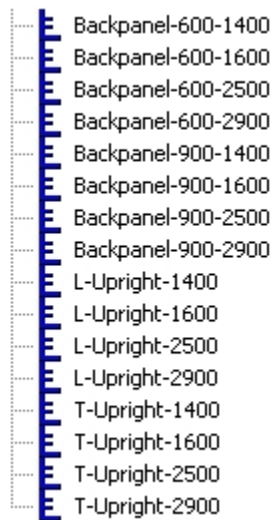 Backpanel-600-1400
Backpanel-600-1600
Backpanel-600-2500
Backpanel-600-2900
Backpanel-900-1400
Backpanel-900-1600
Backpanel-900-2500
Backpanel-900-2900
L-Upright-1400
L-Upright-1600
L-Upright-2500
L-Upright-2900
T-Upright-1400
T-Upright-1600
T-Upright-2500
T-Upright-2900